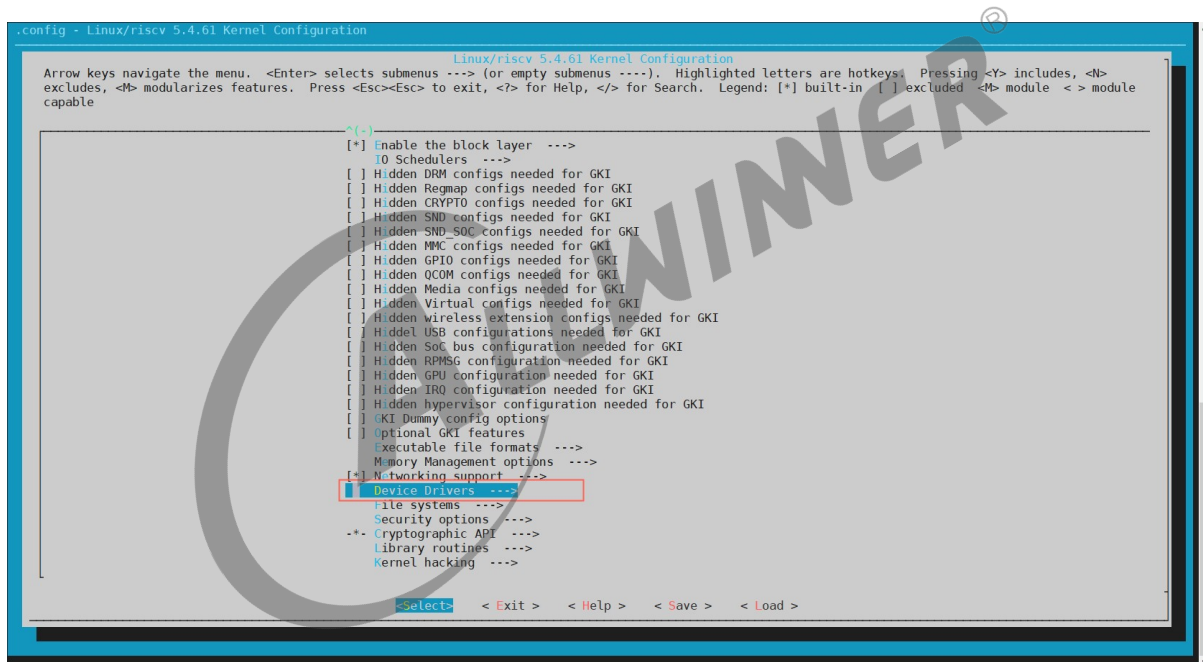 .config - Linux/riscv 5.4.61 Kernel Configuration
Linux/riscv 5.4.61 Kernel Configuration
Arrow keys navigate the menu.  <Enter> selects submenus ---> (or empty submenus ----).  Highlighted letters are hotkeys.  Pressing <Y> includes, <N>
excludes, <M> modularizes features.  Press <Esc><Esc> to exit, <?> for Help, </> for Search.  Legend: [*] built-in  [ ] excluded  <M> module  < > module
capable
^(-)
[*] Enable the block layer  --->
IO Schedulers  --->
[ ] Hidden DRM configs needed for GKI
[ ] Hidden Regmap configs needed for GKI
[ ] Hidden CRYPTO configs needed for GKI
[ ] Hidden SND configs needed for GKI
[ ] Hidden SND_SOC configs needed for GKI
[ ] Hidden MMC configs needed for GKI
[ ] Hidden GPIO configs needed for GKI
[ ] Hidden QCOM configs needed for GKI
[ ] Hidden Media configs needed for GKI
[ ] Hidden Virtual configs needed for GKI
[ ] Hidden wireless extension configs needed for GKI
[ ] Hiddel USB configurations needed for GKI
[ ] Hidden SoC bus configuration needed for GKI
[ ] Hidden RPMSG configuration needed for GKI
[ ] Hidden GPU configuration needed for GKI
[ ] Hidden IRQ configuration needed for GKI
[ ] Hidden hypervisor configuration needed for GKI
[ ] GKI Dummy config options
[ ] Optional GKI features
Executable file formats  --->
Memory Management options  --->
[*] Networking support  --->
Device Drivers  --->
File systems  --->
Security options  --->
-*- Cryptographic API  --->
Library routines  --->
Kernel hacking  --->
<Select>    < Exit >    < Help >    < Save >    < Load >
ALLWINNER®